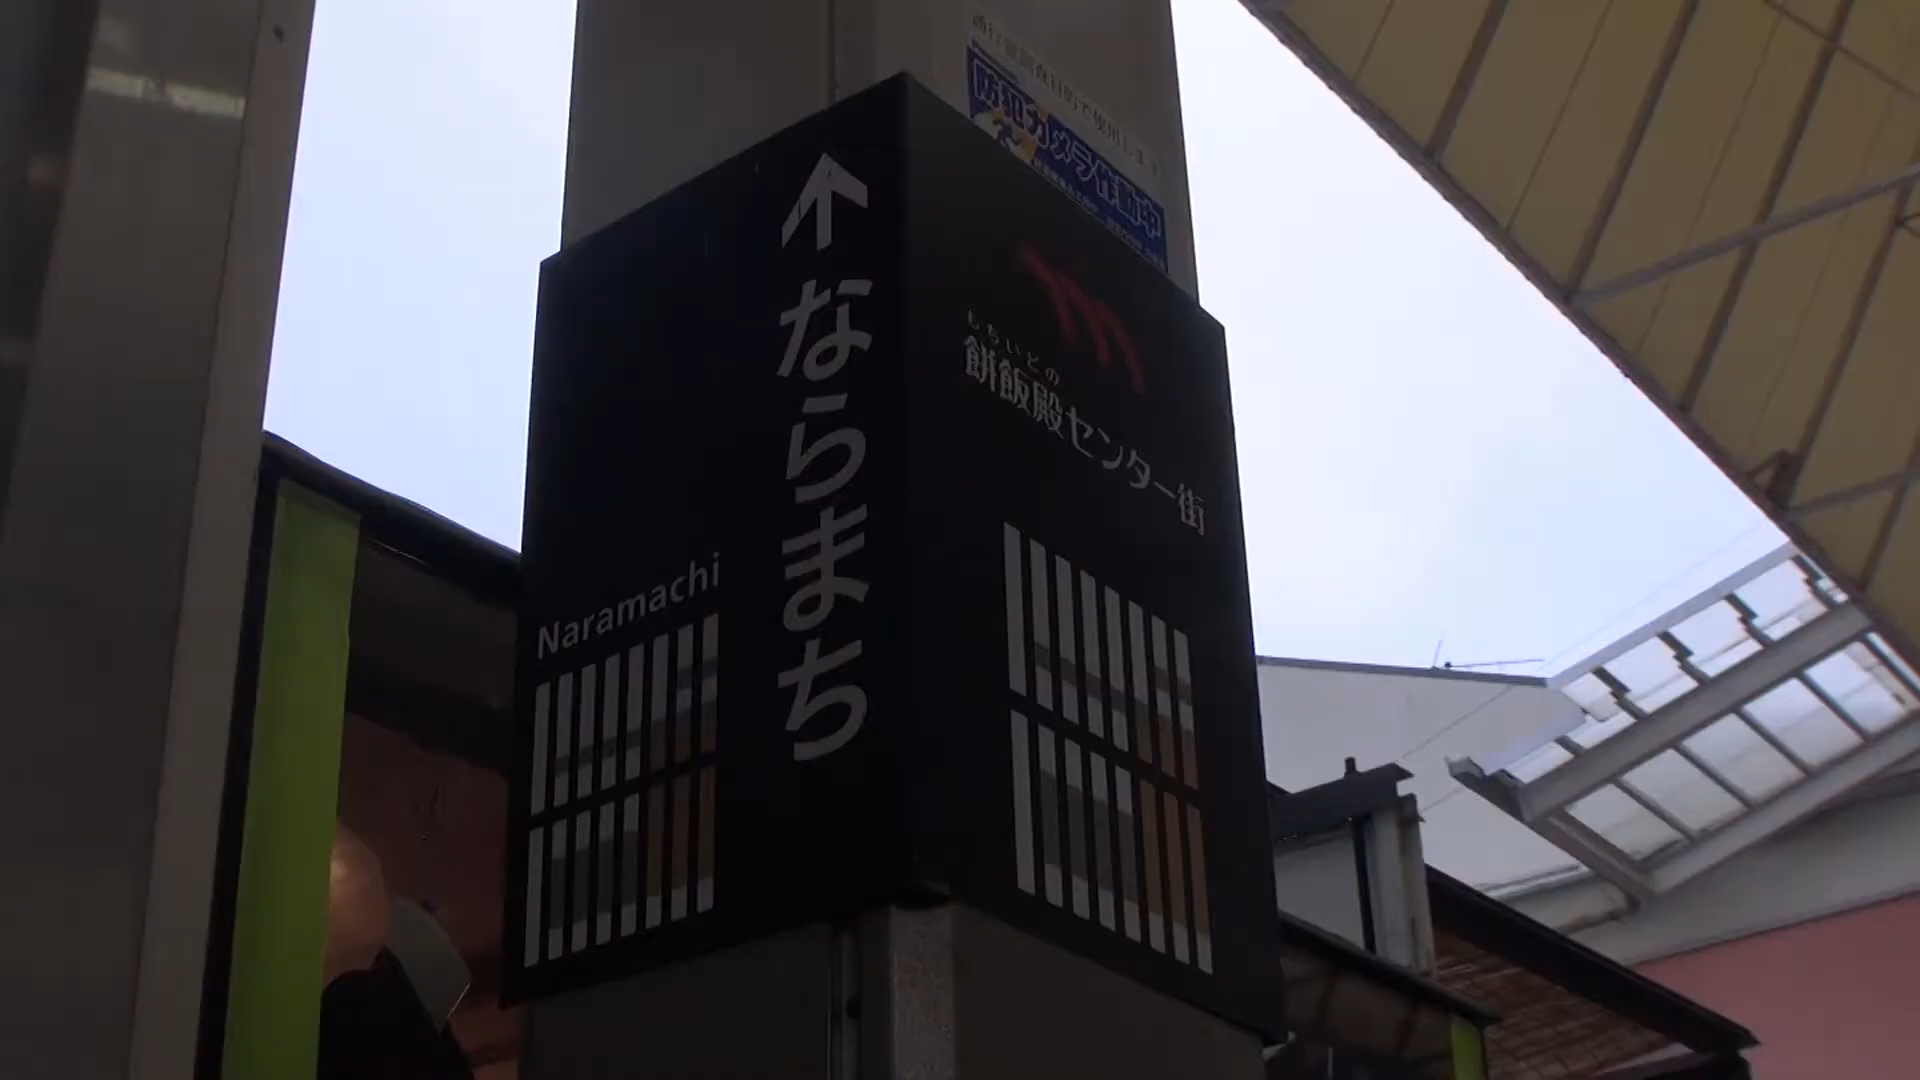 防犯カメラ作動中
↑ならまち
Naramachi
もちいどの
餅飯殿センター街